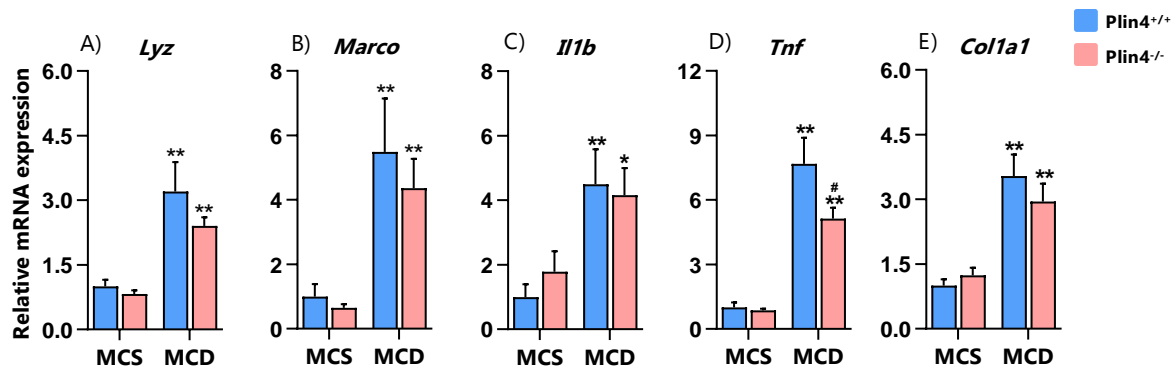 Plin4+/+
Plin4-/-
A) Lyz
B) Marco
C) Il1b
D) Tnf
E) Col1a1
Relative mRNA expression
6.0
4.5
3.0
1.5
0.0
** **
MCS MCD
8
6
4
2
0
** **
MCS MCD
8
6
4
2
0
** *
MCS MCD
12
9
6
3
0
**
#
**
MCS MCD
6.0
4.5
3.0
1.5
0.0
** **
MCS MCD